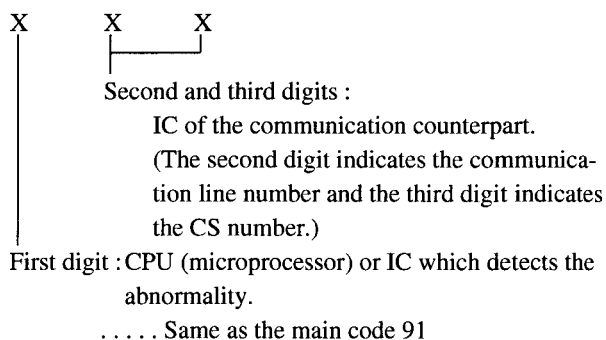 X X X
Second and third digits :
IC of the communication counterpart.
(The second digit indicates the communica-
tion line number and the third digit indicates
the CS number.)
First digit : CPU (microprocessor) or IC which detects the
abnormality.
. . . . . Same as the main code 91